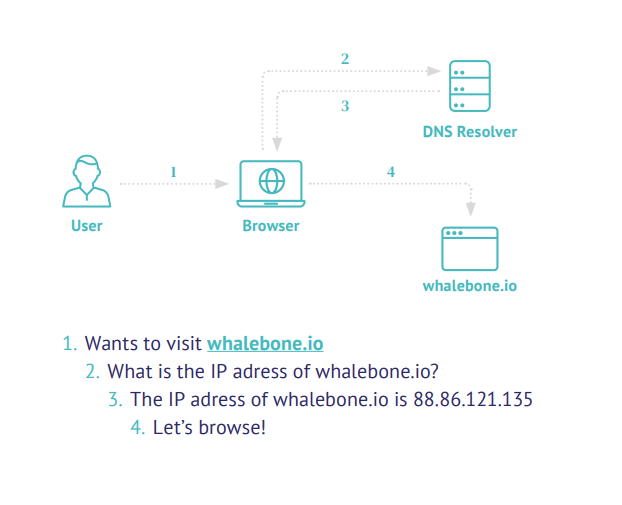 2
3
DNS Resolver
1
4
User
Browser
whalebone.io
1. Wants to visit whalebone.io
2. What is the IP adress of whalebone.io?
3. The IP adress of whalebone.io is 88.86.121.135
4. Let's browse!